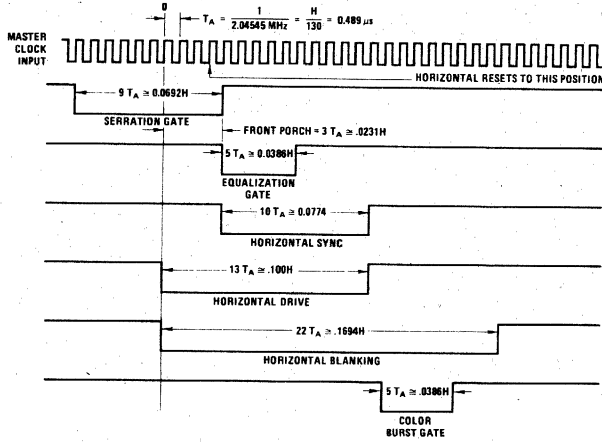 0
T_A = 1 / 2.04545 MHz = H / 130 = 0.489 μs
MASTER
CLOCK
INPUT
HORIZONTAL RESETS TO THIS POSITION
9 T_A ≅ 0.0692H
SERRATION GATE
FRONT PORCH = 3 T_A ≅ .0231H
5 T_A ≅ 0.0386H
EQUALIZATION
GATE
10 T_A ≅ 0.0774
HORIZONTAL SYNC
13 T_A ≅ .100H
HORIZONTAL DRIVE
22 T_A ≅ .1694H
HORIZONTAL BLANKING
5 T_A ≅ .0386H
COLOR
BURST GATE